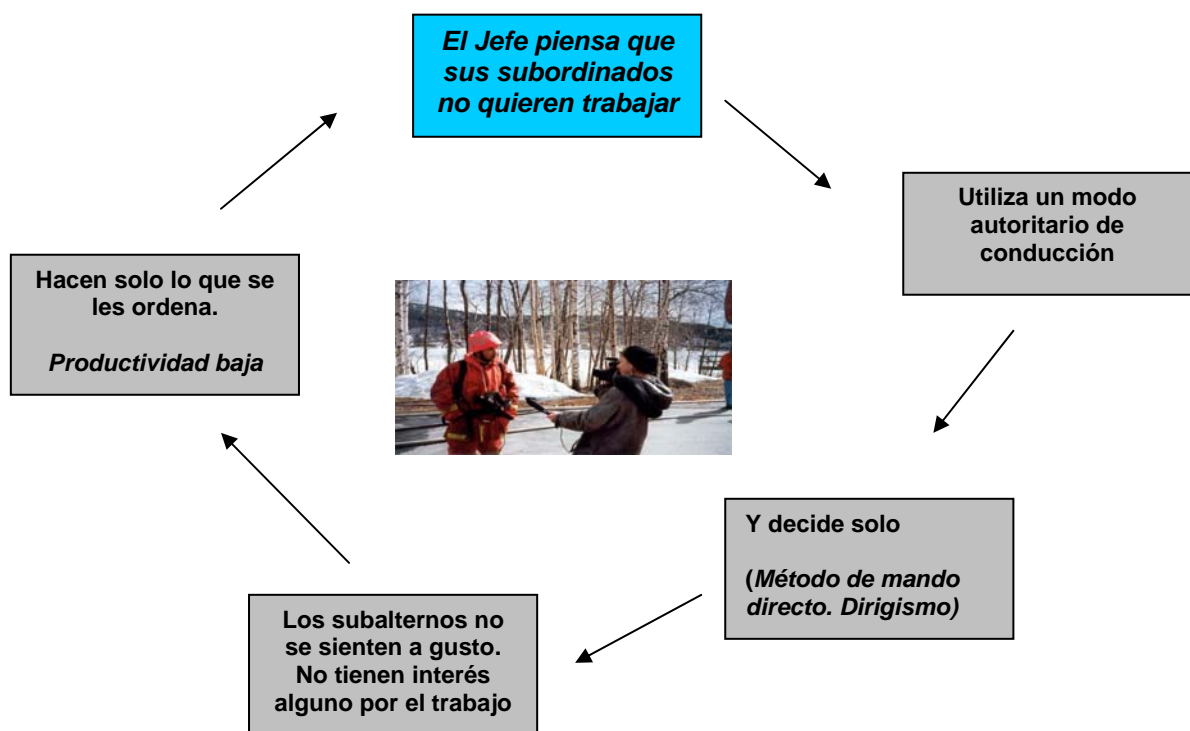 El Jefe piensa que
sus subordinados
no quieren trabajar
Utiliza un modo
autoritario de
conducción
Y decide solo
(Método de mando
directo. Dirigismo)
Los subalternos no
se sienten a gusto.
No tienen interés
alguno por el trabajo
Hacen solo lo que se
les ordena.
Productividad baja